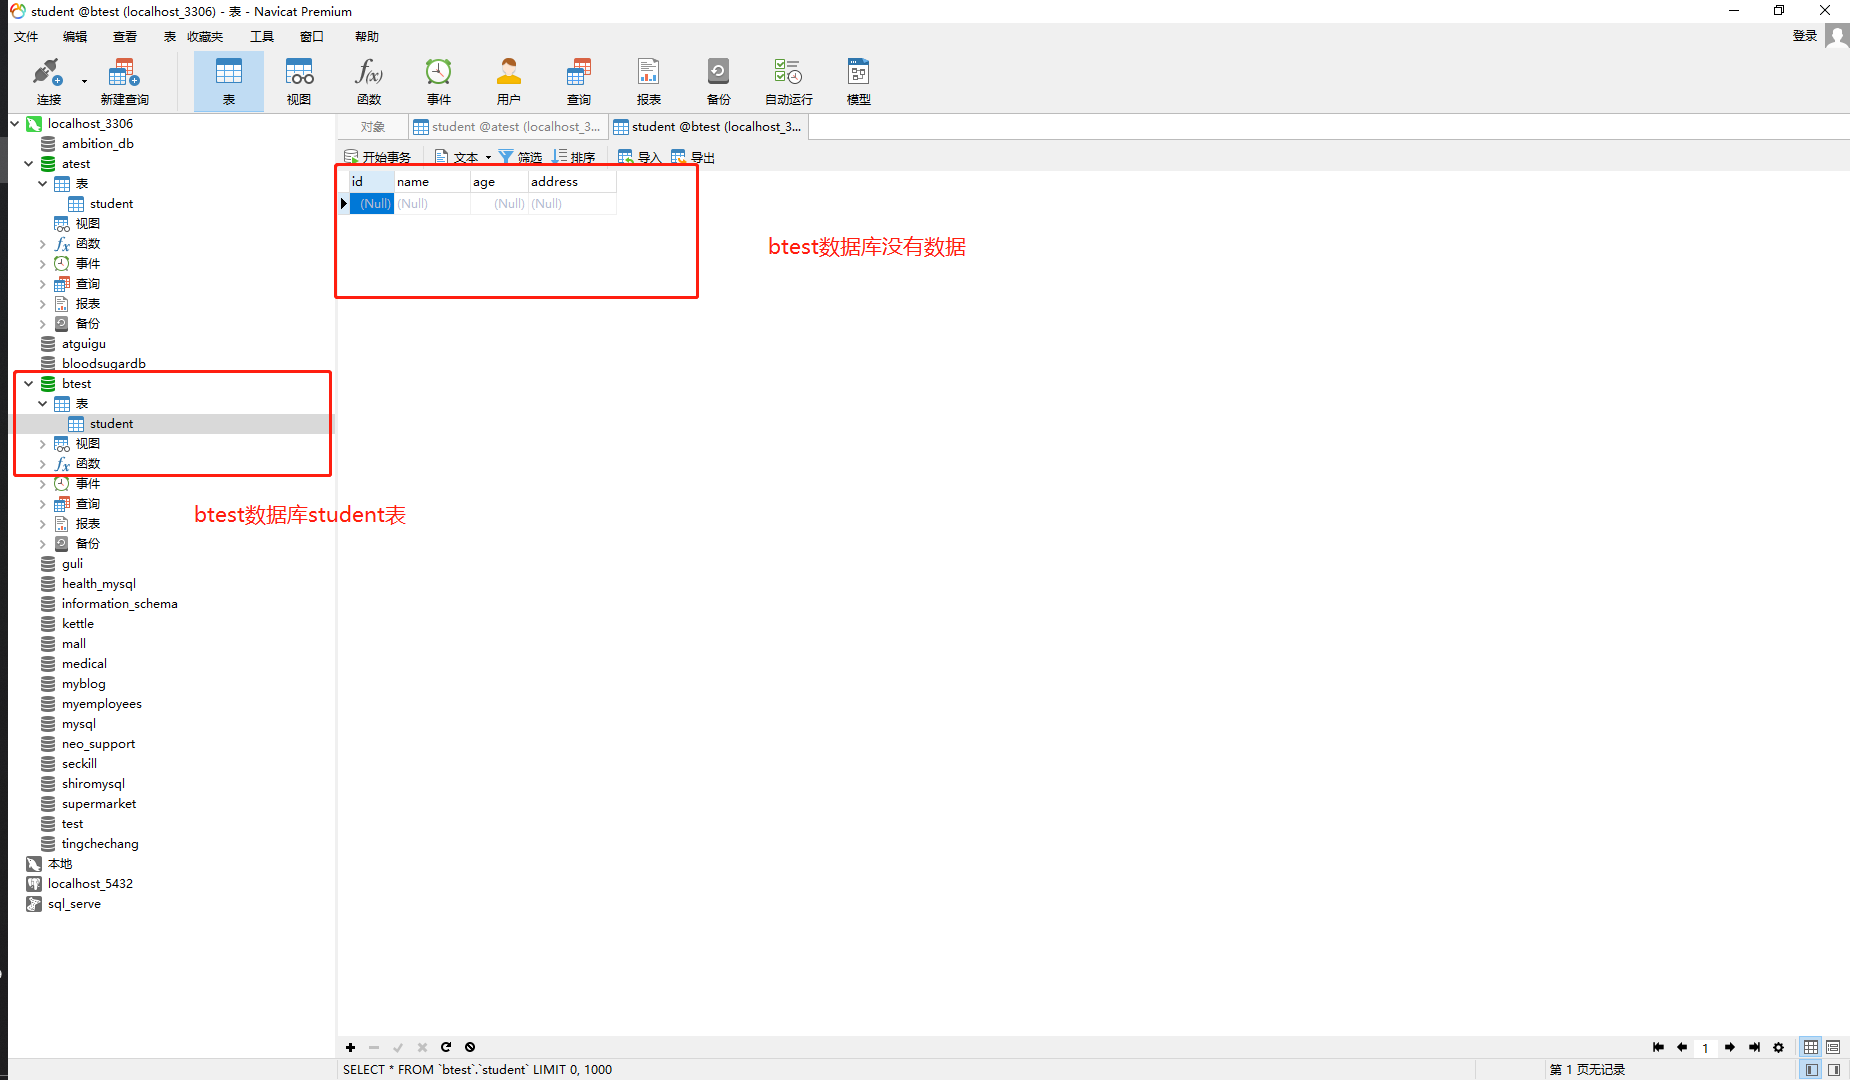 student @btest (localhost_3306) - 表 - Navicat Premium
文件 编辑 查看 表 收藏夹 工具 窗口 帮助 登录
连接 新建查询 表 视图 函数 事件 用户 查询 报表 备份 自动运行 模型
对象 student @atest (localhost_3... student @btest (localhost_3...
开始事务 文本 筛选 排序 导入 导出
id name age address
(Null) (Null) (Null) (Null)
btest数据库没有数据
localhost_3306
ambition_db
atest
表
student
视图
函数
事件
查询
报表
备份
atguigu
bloodsugardb
btest
表
student
视图
函数
事件
查询
报表
备份
btest数据库student表
guli
health_mysql
information_schema
kettle
mall
medical
myblog
myemployees
mysql
neo_support
seckill
shiromysql
supermarket
test
tingchechang
本地
localhost_5432
sql_serve
1
SELECT * FROM `btest`.`student` LIMIT 0, 1000
第 1 页无记录